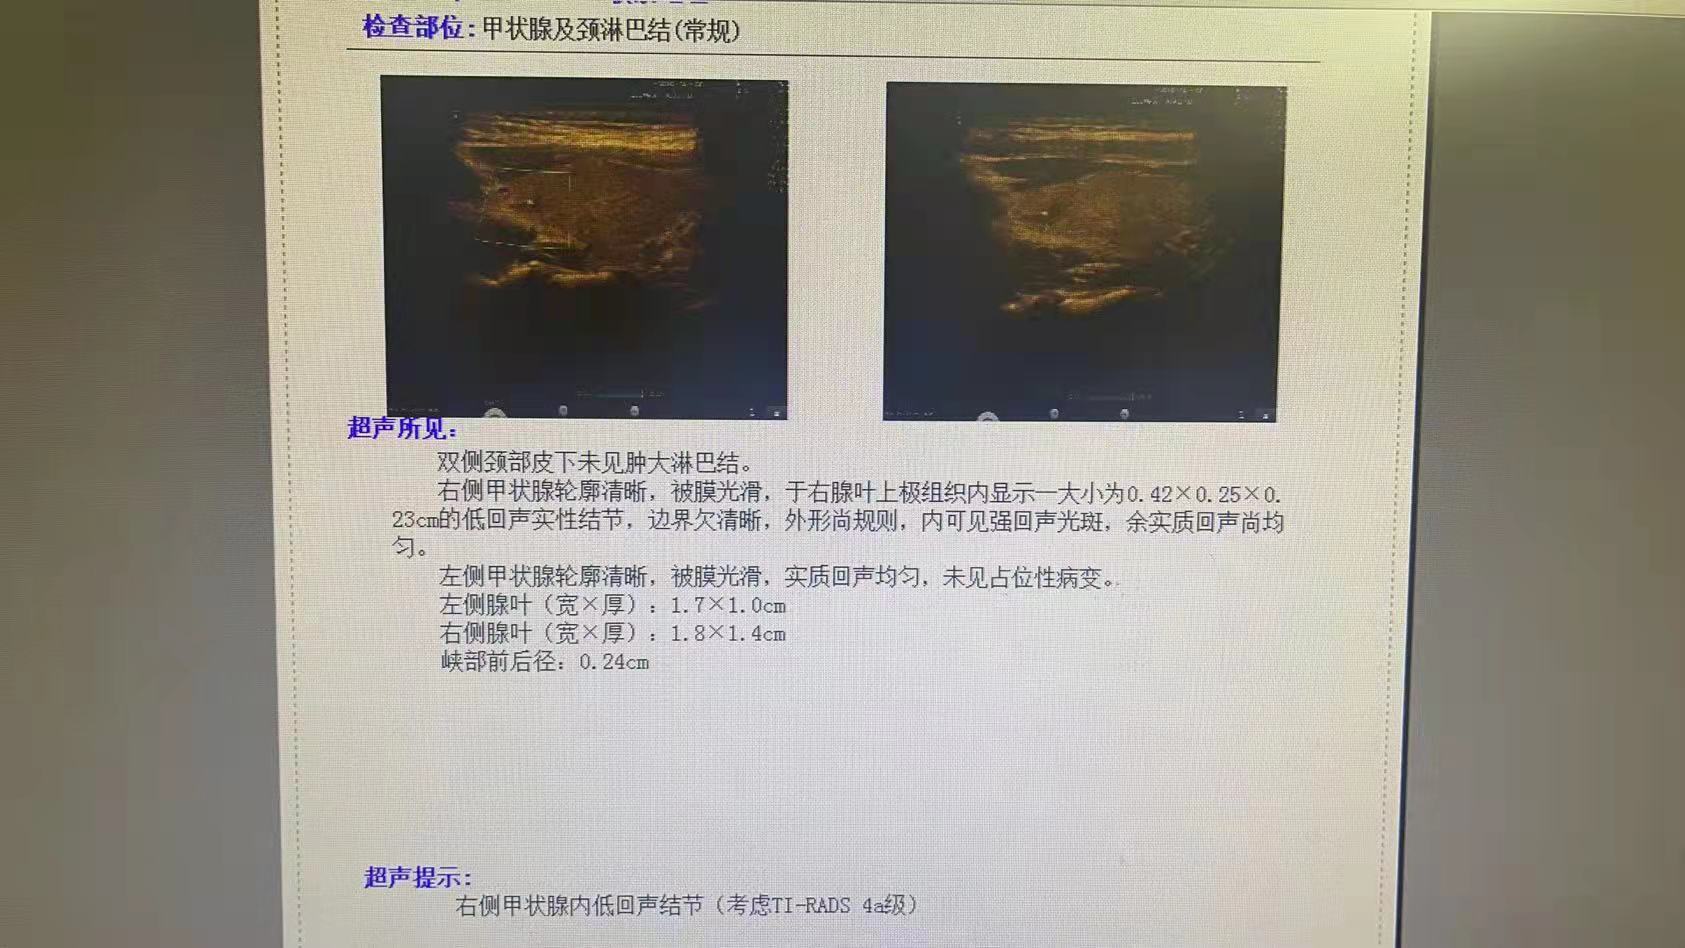 检查部位: 甲状腺及颈淋巴结(常规)
超声所见:
双侧颈部皮下未见肿大淋巴结。
右侧甲状腺轮廓清晰，被膜光滑，于右腺叶上极组织内显示一大小为0.42×0.25×0.
23cm的低回声实性结节，边界欠清晰，外形尚规则，内可见强回声光斑，余实质回声尚均
匀。
左侧甲状腺轮廓清晰，被膜光滑，实质回声均匀，未见占位性病变。
左侧腺叶（宽×厚）：1.7×1.0cm
右侧腺叶（宽×厚）：1.8×1.4cm
峡部前后径：0.24cm
超声提示:
右侧甲状腺内低回声结节（考虑TI-RADS 4a级）